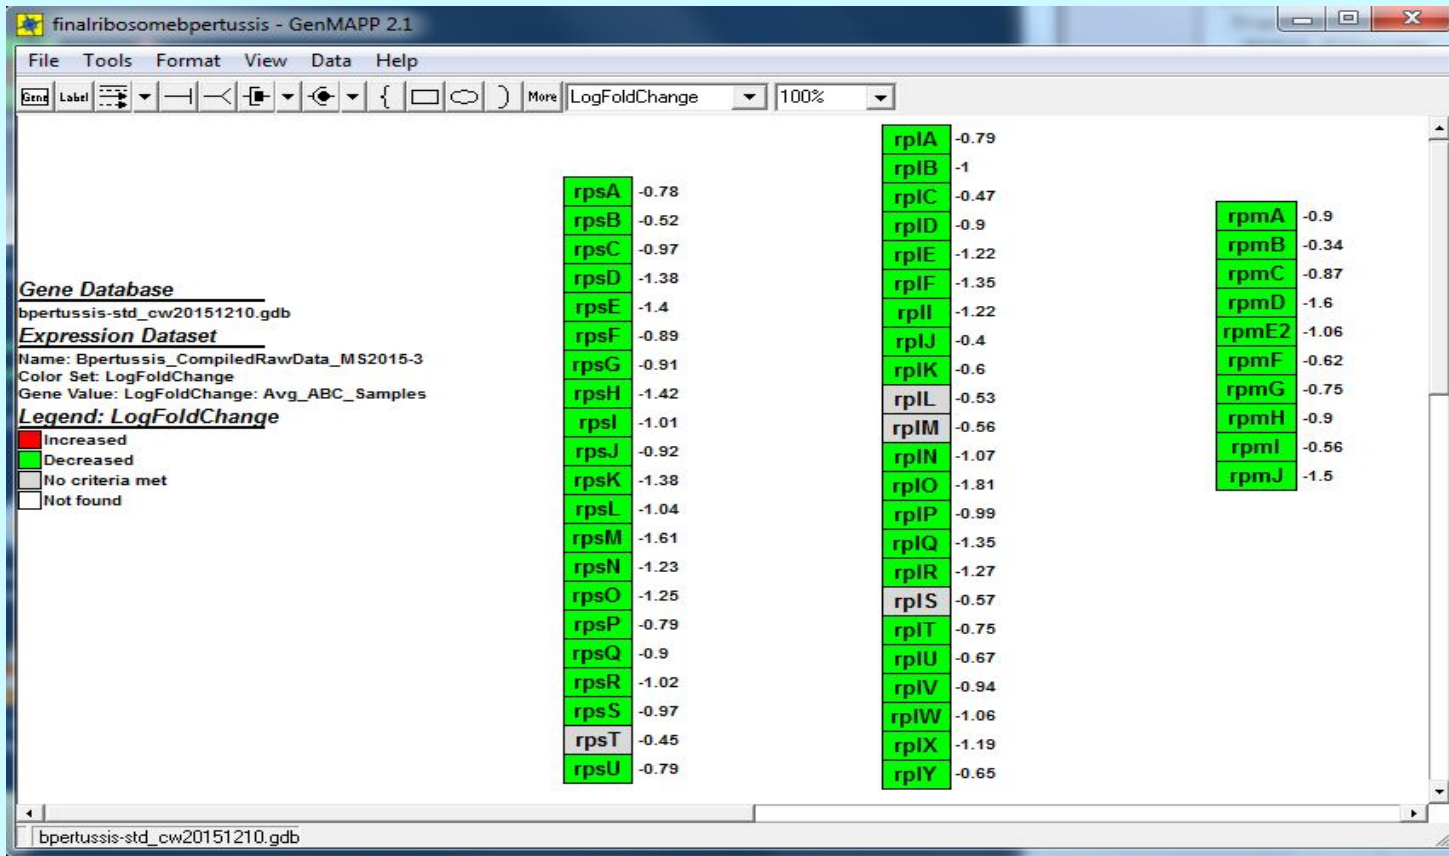 finalribosomebpertussis - GenMAPP 2.1
File Tools Format View Data Help
Gene Label More LogFoldChange 100%
Gene Database
bpertussis-std_cw20151210.gdb
Expression Dataset
Name: Bpertussis_CompiledRawData_MS2015-3
Color Set: LogFoldChange
Gene Value: LogFoldChange: Avg_ABC_Samples
Legend: LogFoldChange
Increased
Decreased
No criteria met
Not found
rpsA -0.78
rpsB -0.52
rpsC -0.97
rpsD -1.38
rpsE -1.4
rpsF -0.89
rpsG -0.91
rpsH -1.42
rpsI -1.01
rpsJ -0.92
rpsK -1.38
rpsL -1.04
rpsM -1.61
rpsN -1.23
rpsO -1.25
rpsP -0.79
rpsQ -0.9
rpsR -1.02
rpsS -0.97
rpsT -0.45
rpsU -0.79
rplA -0.79
rplB -1
rplC -0.47
rplD -0.9
rplE -1.22
rplF -1.35
rplI -1.22
rplJ -0.4
rplK -0.6
rplL -0.53
rplM -0.56
rplN -1.07
rplO -1.81
rplP -0.99
rplQ -1.35
rplR -1.27
rplS -0.57
rplT -0.75
rplU -0.67
rplV -0.94
rplW -1.06
rplX -1.19
rplY -0.65
rpmA -0.9
rpmB -0.34
rpmC -0.87
rpmD -1.6
rpmE2 -1.06
rpmF -0.62
rpmG -0.75
rpmH -0.9
rpmI -0.56
rpmJ -1.5
bpertussis-std_cw20151210.gdb